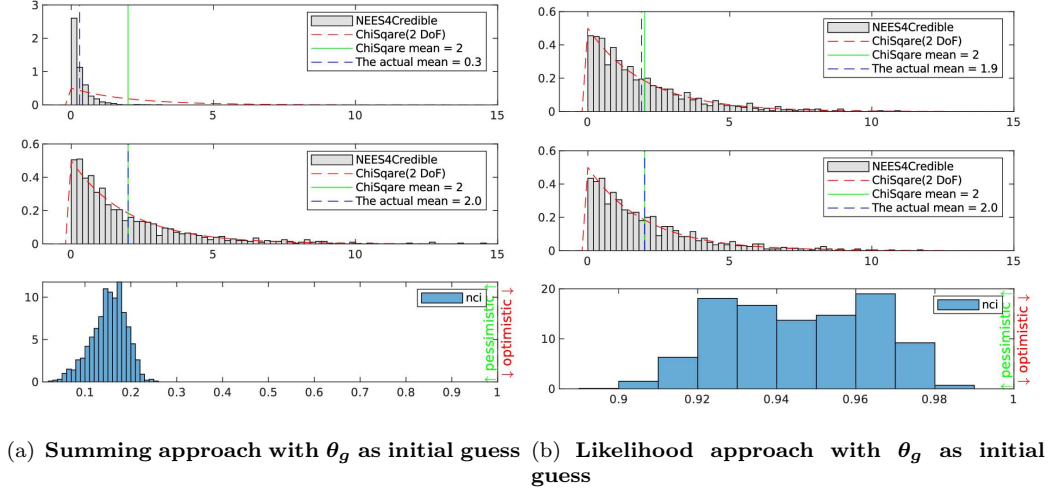 3
2
1
0
0
5
10
15
NEES4Credible
ChiSqare(2 DoF)
ChiSqare mean = 2
The actual mean = 0.3
0.6
0.4
0.2
0
0
5
10
15
NEES4Credible
ChiSqare(2 DoF)
ChiSqare mean = 2
The actual mean = 2.0
10
5
0
0.1
0.2
0.3
0.4
0.5
0.6
0.7
0.8
0.9
1
nci
↑ pessimistic ↑
↓ optimistic ↓
(a) Summing approach with θg as initial guess
0.6
0.4
0.2
0
0
5
10
15
NEES4Credible
ChiSqare(2 DoF)
ChiSqare mean = 2
The actual mean = 1.9
0.6
0.4
0.2
0
0
5
10
15
NEES4Credible
ChiSqare(2 DoF)
ChiSqare mean = 2
The actual mean = 2.0
20
10
0
0.9
0.92
0.94
0.96
0.98
1
nci
↑ pessimistic ↑
↓ optimistic ↓
(b) Likelihood approach with θg as initial
guess